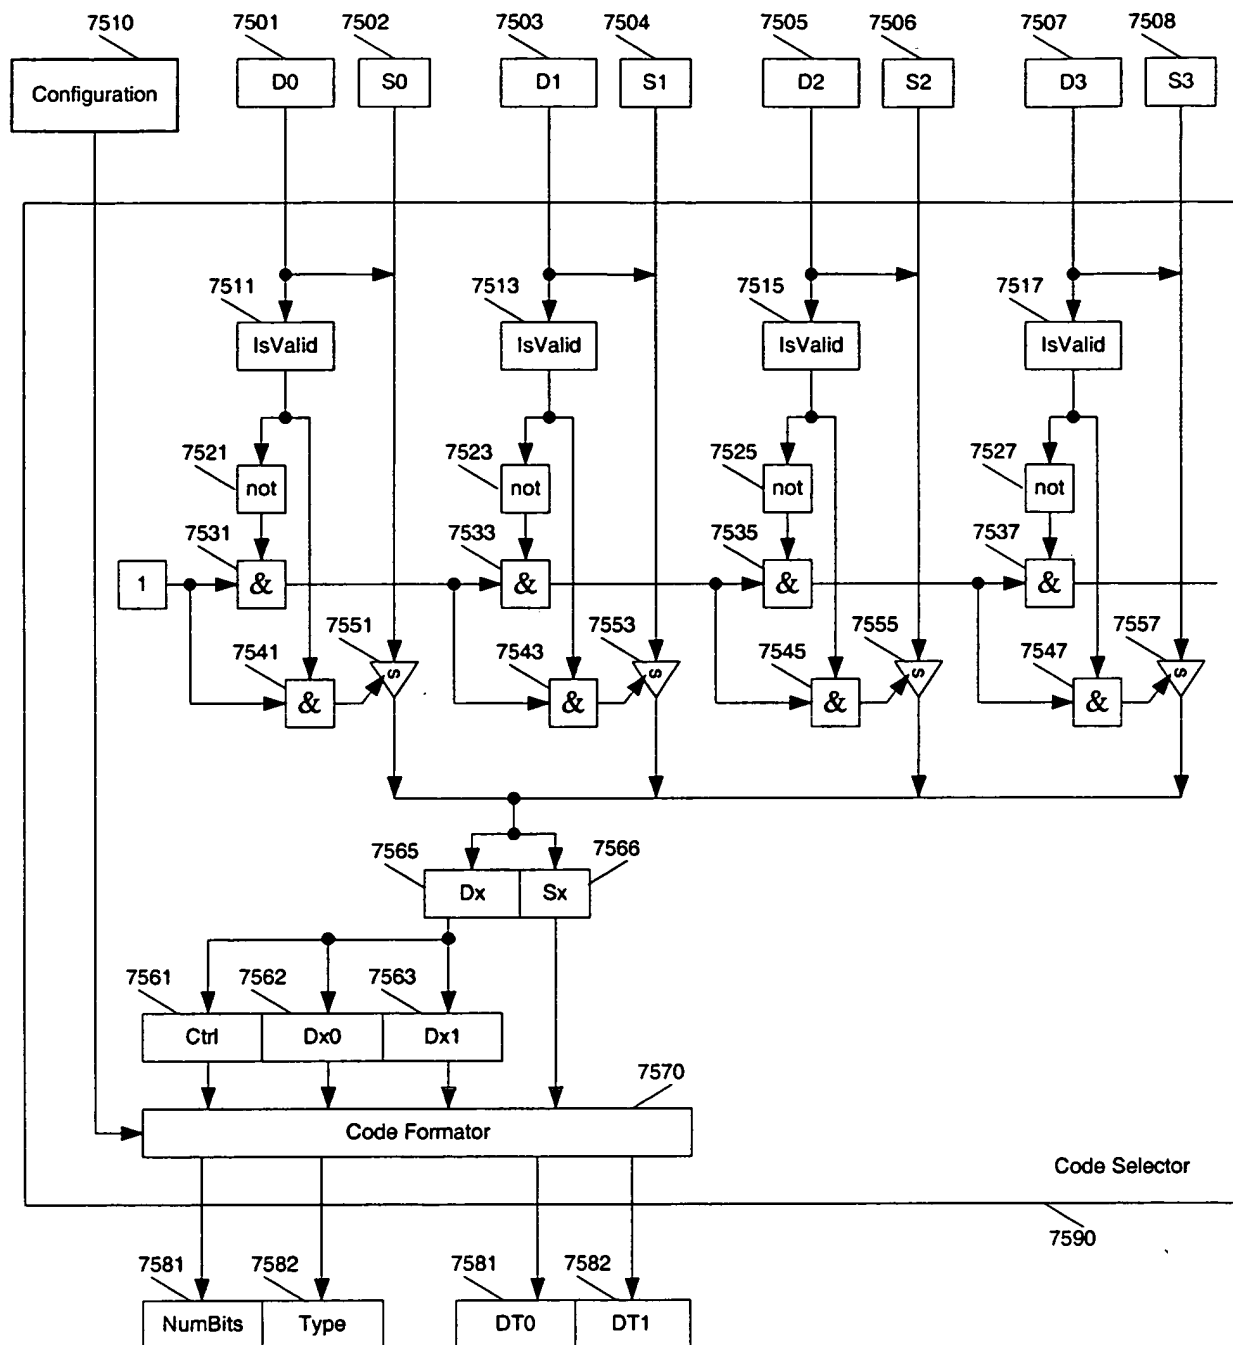 7510 7501 7502 7503 7504 7505 7506 7507 7508
Configuration D0 S0 D1 S1 D2 S2 D3 S3
7511 7513 7515 7517
IsValid IsValid IsValid IsValid
7521 7523 7525 7527
not not not not
7531 7533 7535 7537
1 & & & &
7551 7553 7555 7557
7541 7543 7545 7547
s s s s
& & & &
7565 7566
Dx Sx
7561 7562 7563
Ctrl Dx0 Dx1
7570
Code Formator
Code Selector
7590
7581 7582 7581 7582
NumBits Type DT0 DT1